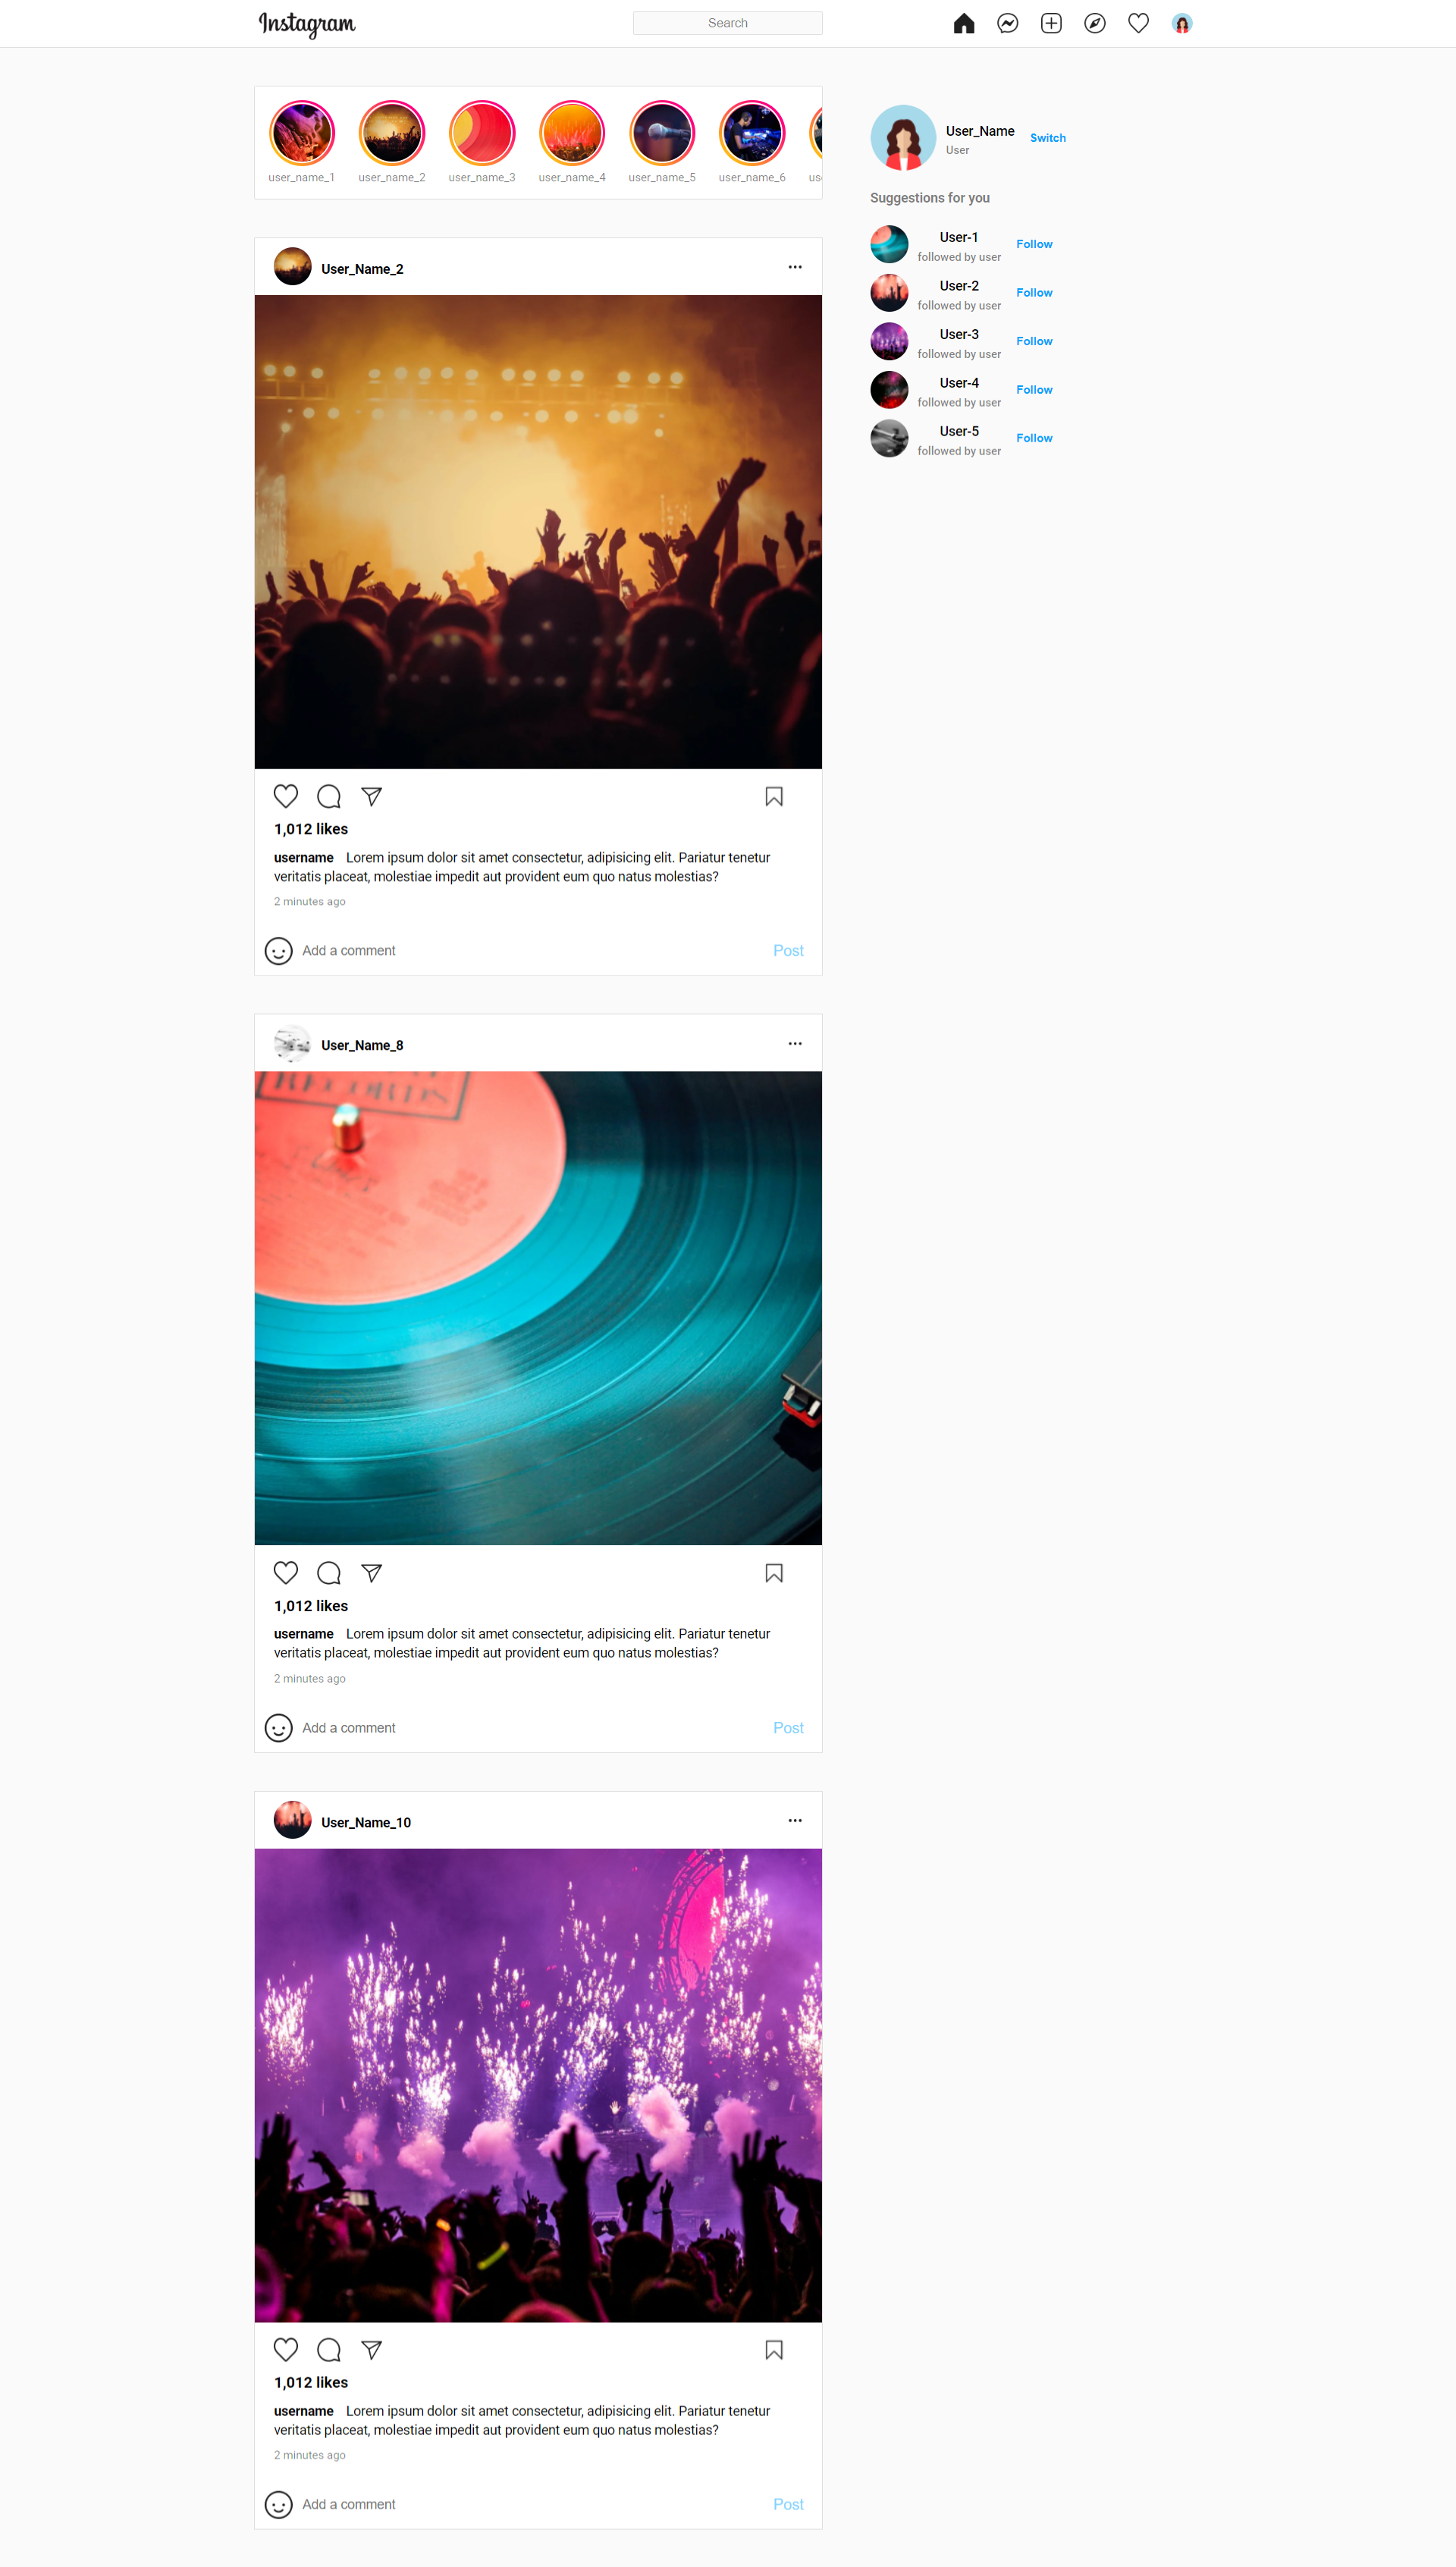 Instagram
Search
user_name_1 user_name_2 user_name_3 user_name_4 user_name_5 user_name_6 us
User_Name
User
Switch
Suggestions for you
User-1
followed by user
Follow
User-2
followed by user
Follow
User-3
followed by user
Follow
User-4
followed by user
Follow
User-5
followed by user
Follow
User_Name_2
1,012 likes
username Lorem ipsum dolor sit amet consectetur, adipisicing elit. Pariatur tenetur
veritatis placeat, molestiae impedit aut provident eum quo natus molestias?
2 minutes ago
Add a comment
Post
User_Name_8
RECORDS
1,012 likes
username Lorem ipsum dolor sit amet consectetur, adipisicing elit. Pariatur tenetur
veritatis placeat, molestiae impedit aut provident eum quo natus molestias?
2 minutes ago
Add a comment
Post
User_Name_10
1,012 likes
username Lorem ipsum dolor sit amet consectetur, adipisicing elit. Pariatur tenetur
veritatis placeat, molestiae impedit aut provident eum quo natus molestias?
2 minutes ago
Add a comment
Post